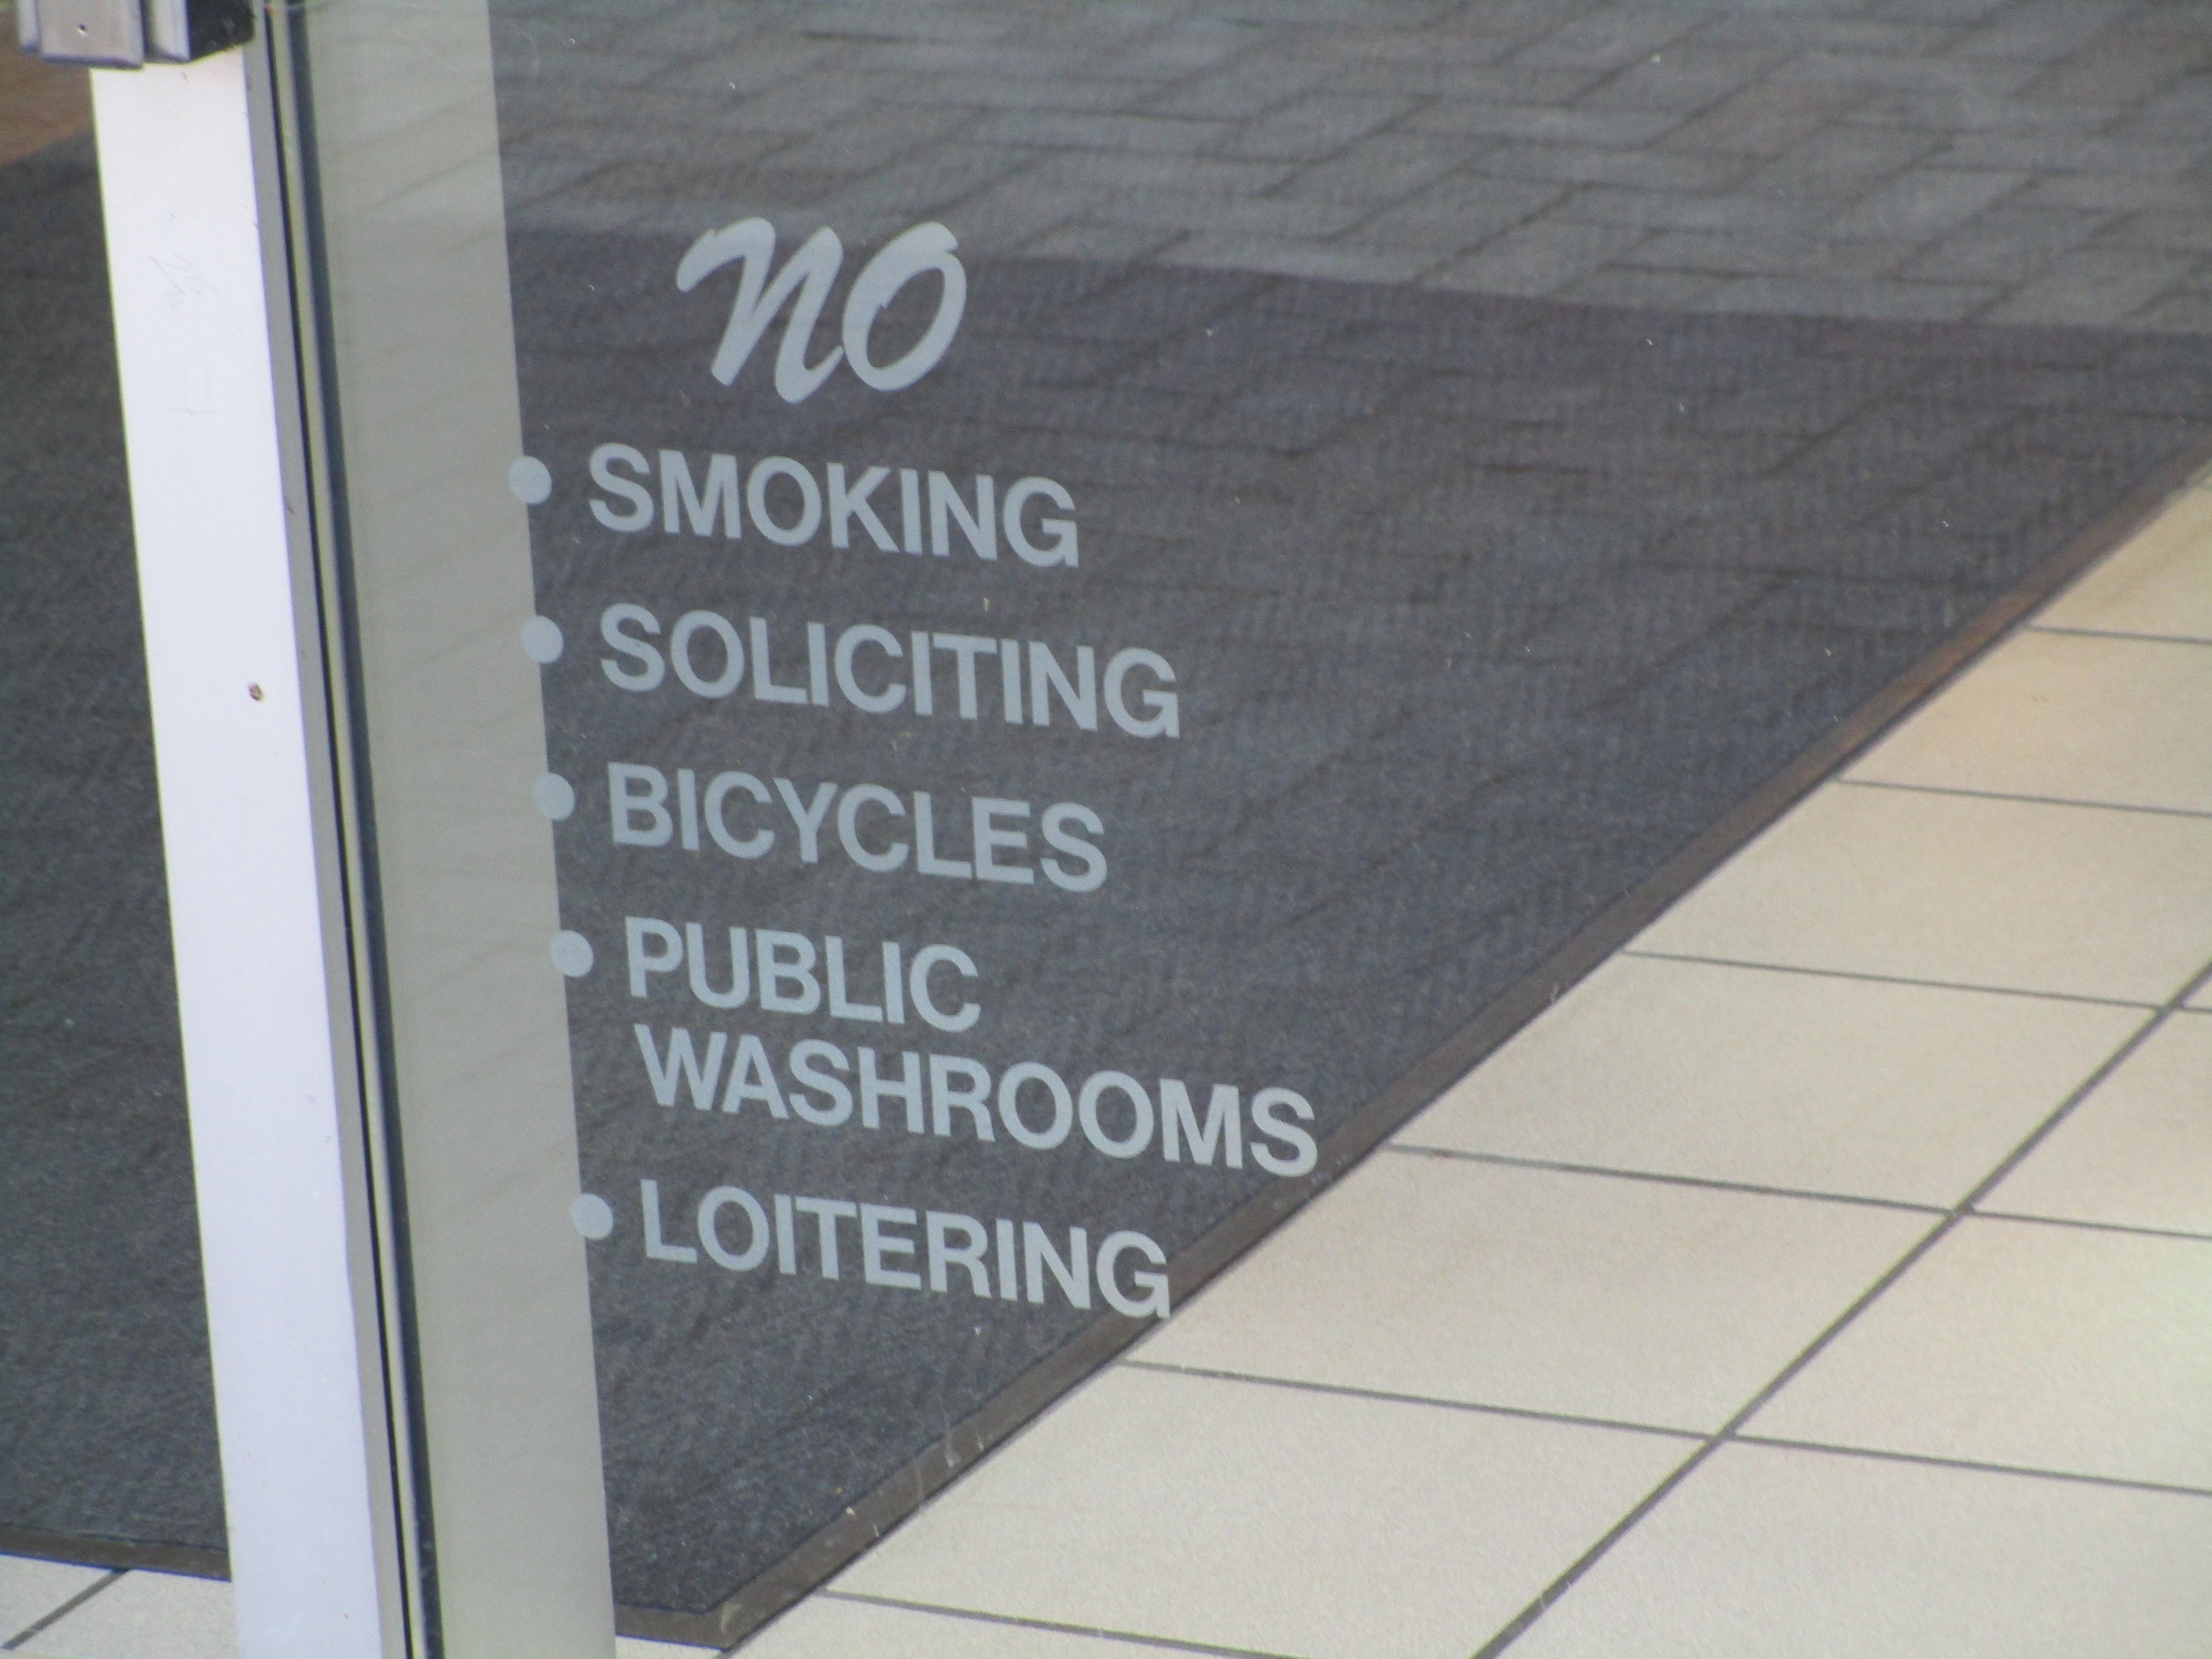 NO
• SMOKING
• SOLICITING
• BICYCLES
• PUBLIC
WASHROOMS
• LOITERING